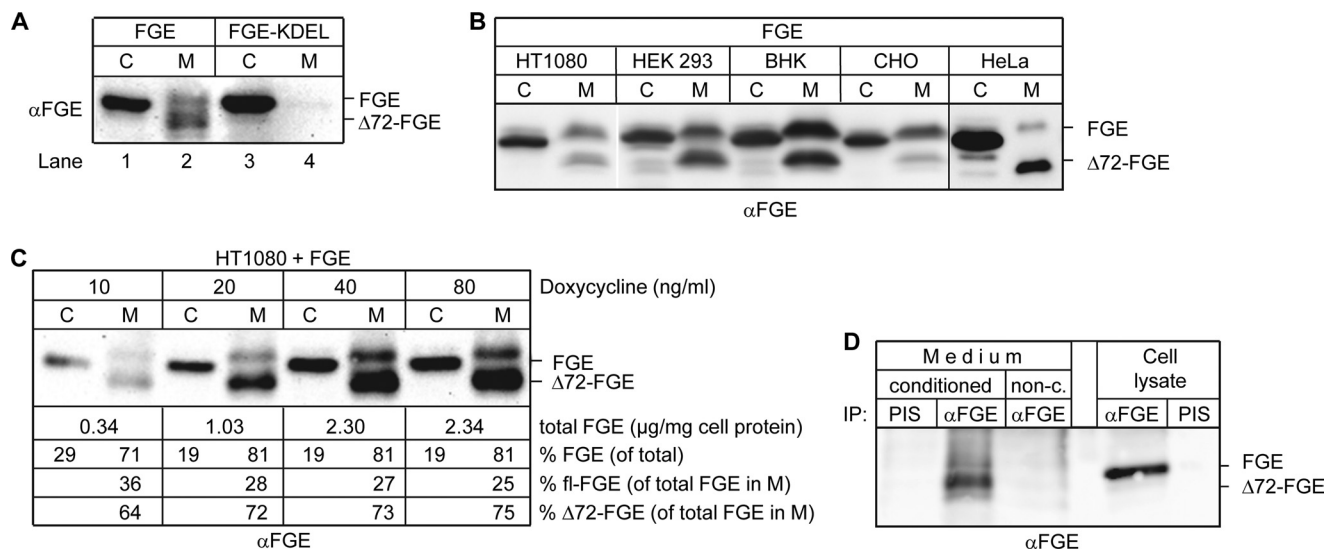 A
FGE FGE-KDEL
C M C M
αFGE
FGE
Δ72-FGE
Lane 1 2 3 4
B
FGE
HT1080 HEK 293 BHK CHO HeLa
C M C M C M C M C M
FGE
Δ72-FGE
αFGE
C
HT1080 + FGE
10 20 40 80 Doxycycline (ng/ml)
C M C M C M C M
FGE
Δ72-FGE
0.34 1.03 2.30 2.34 total FGE (μg/mg cell protein)
29 71 19 81 19 81 19 81 % FGE (of total)
36 28 27 25 % fl-FGE (of total FGE in M)
64 72 73 75 % Δ72-FGE (of total FGE in M)
αFGE
D
Medium Cell
conditioned non-c. lysate
IP: PIS αFGE αFGE αFGE PIS
FGE
Δ72-FGE
αFGE